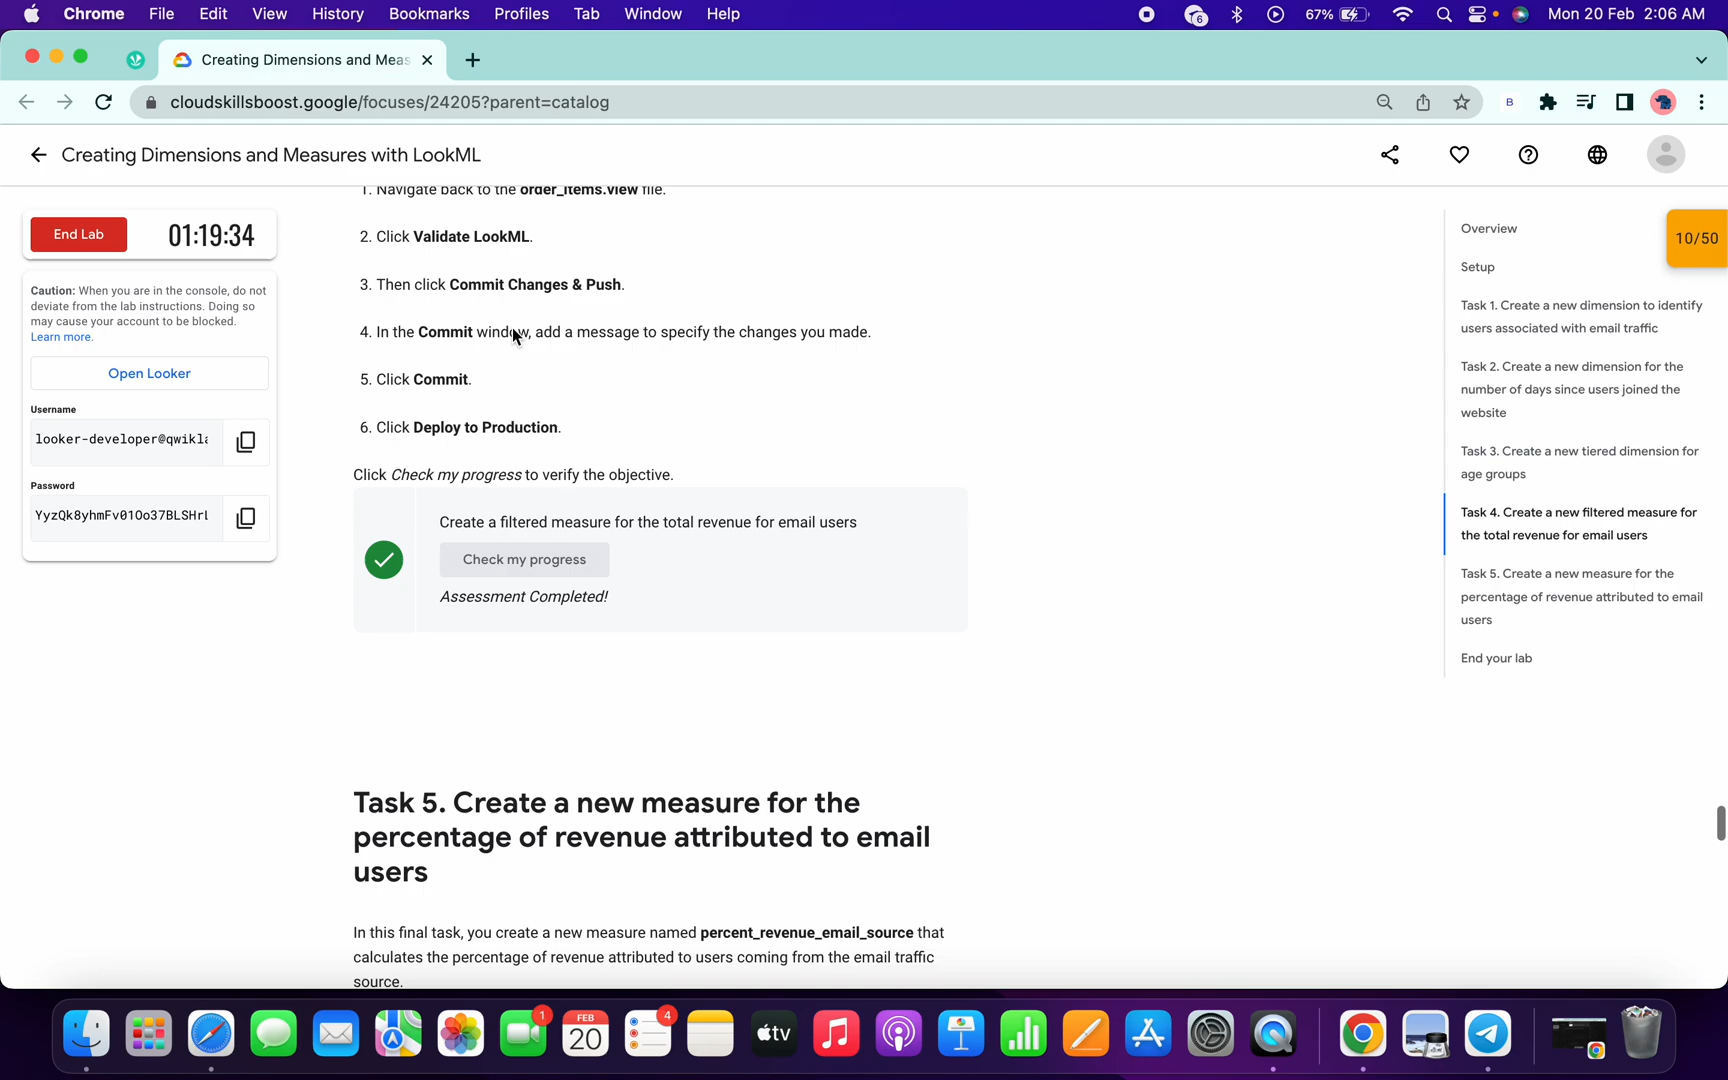 Chrome File Edit View History Bookmarks Profiles Tab Window Help 6 67% Mon 20 Feb 2:06 AM
Creating Dimensions and Meas
cloudskillsboost.google/focuses/24205?parent=catalog B
Creating Dimensions and Measures with LookML
1. Navigate back to the order_items.view file.
End Lab 01:19:34
2. Click Validate LookML.
3. Then click Commit Changes & Push.
4. In the Commit window, add a message to specify the changes you made.
5. Click Commit.
6. Click Deploy to Production.
Click Check my progress to verify the objective.
Create a filtered measure for the total revenue for email users
Check my progress
Assessment Completed!
Caution: When you are in the console, do not
deviate from the lab instructions. Doing so
may cause your account to be blocked.
Learn more.
Open Looker
Username
looker-developer@qwikla
Password
YyzQk8yhmFv01Oo37BLSHrl
Task 5. Create a new measure for the
percentage of revenue attributed to email
users
In this final task, you create a new measure named percent_revenue_email_source that
calculates the percentage of revenue attributed to users coming from the email traffic
source.
Overview
10/50
Setup
Task 1. Create a new dimension to identify
users associated with email traffic
Task 2. Create a new dimension for the
number of days since users joined the
website
Task 3. Create a new tiered dimension for
age groups
Task 4. Create a new filtered measure for
the total revenue for email users
Task 5. Create a new measure for the
percentage of revenue attributed to email
users
End your lab
1
FEB
20
4
tv